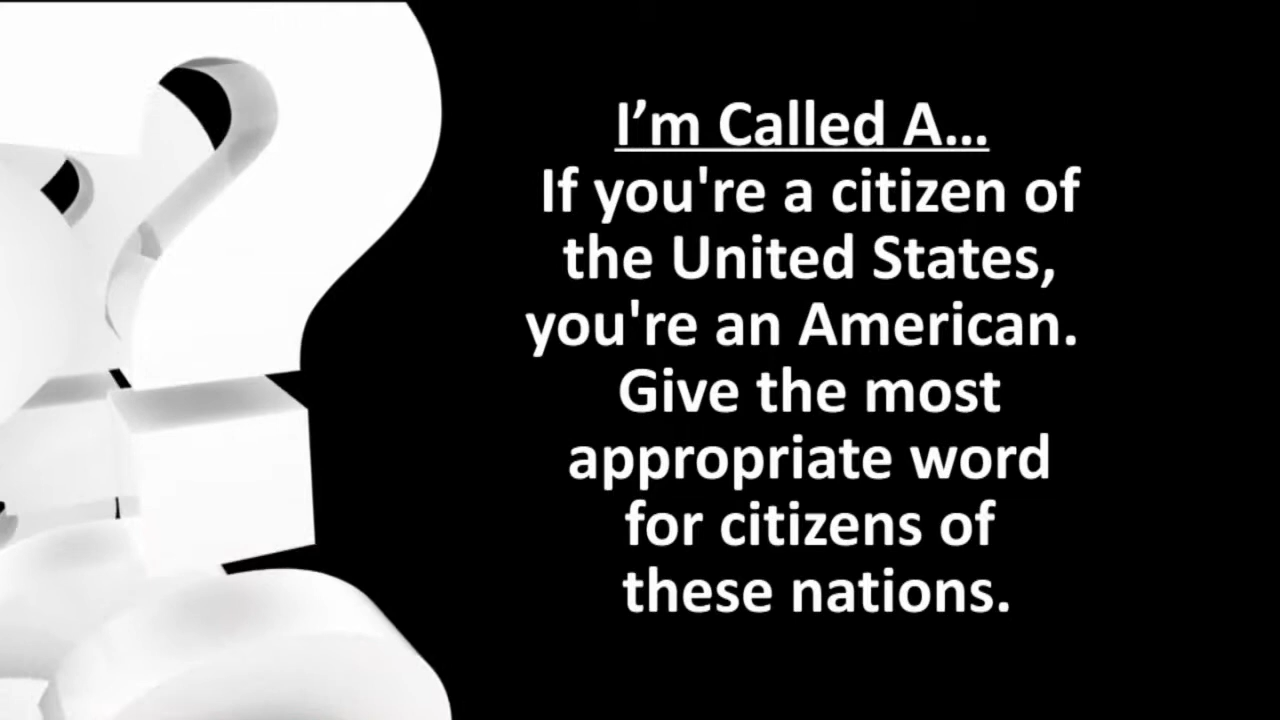 I’m Called A…
If you're a citizen of
the United States,
you're an American.
Give the most
appropriate word
for citizens of
these nations.